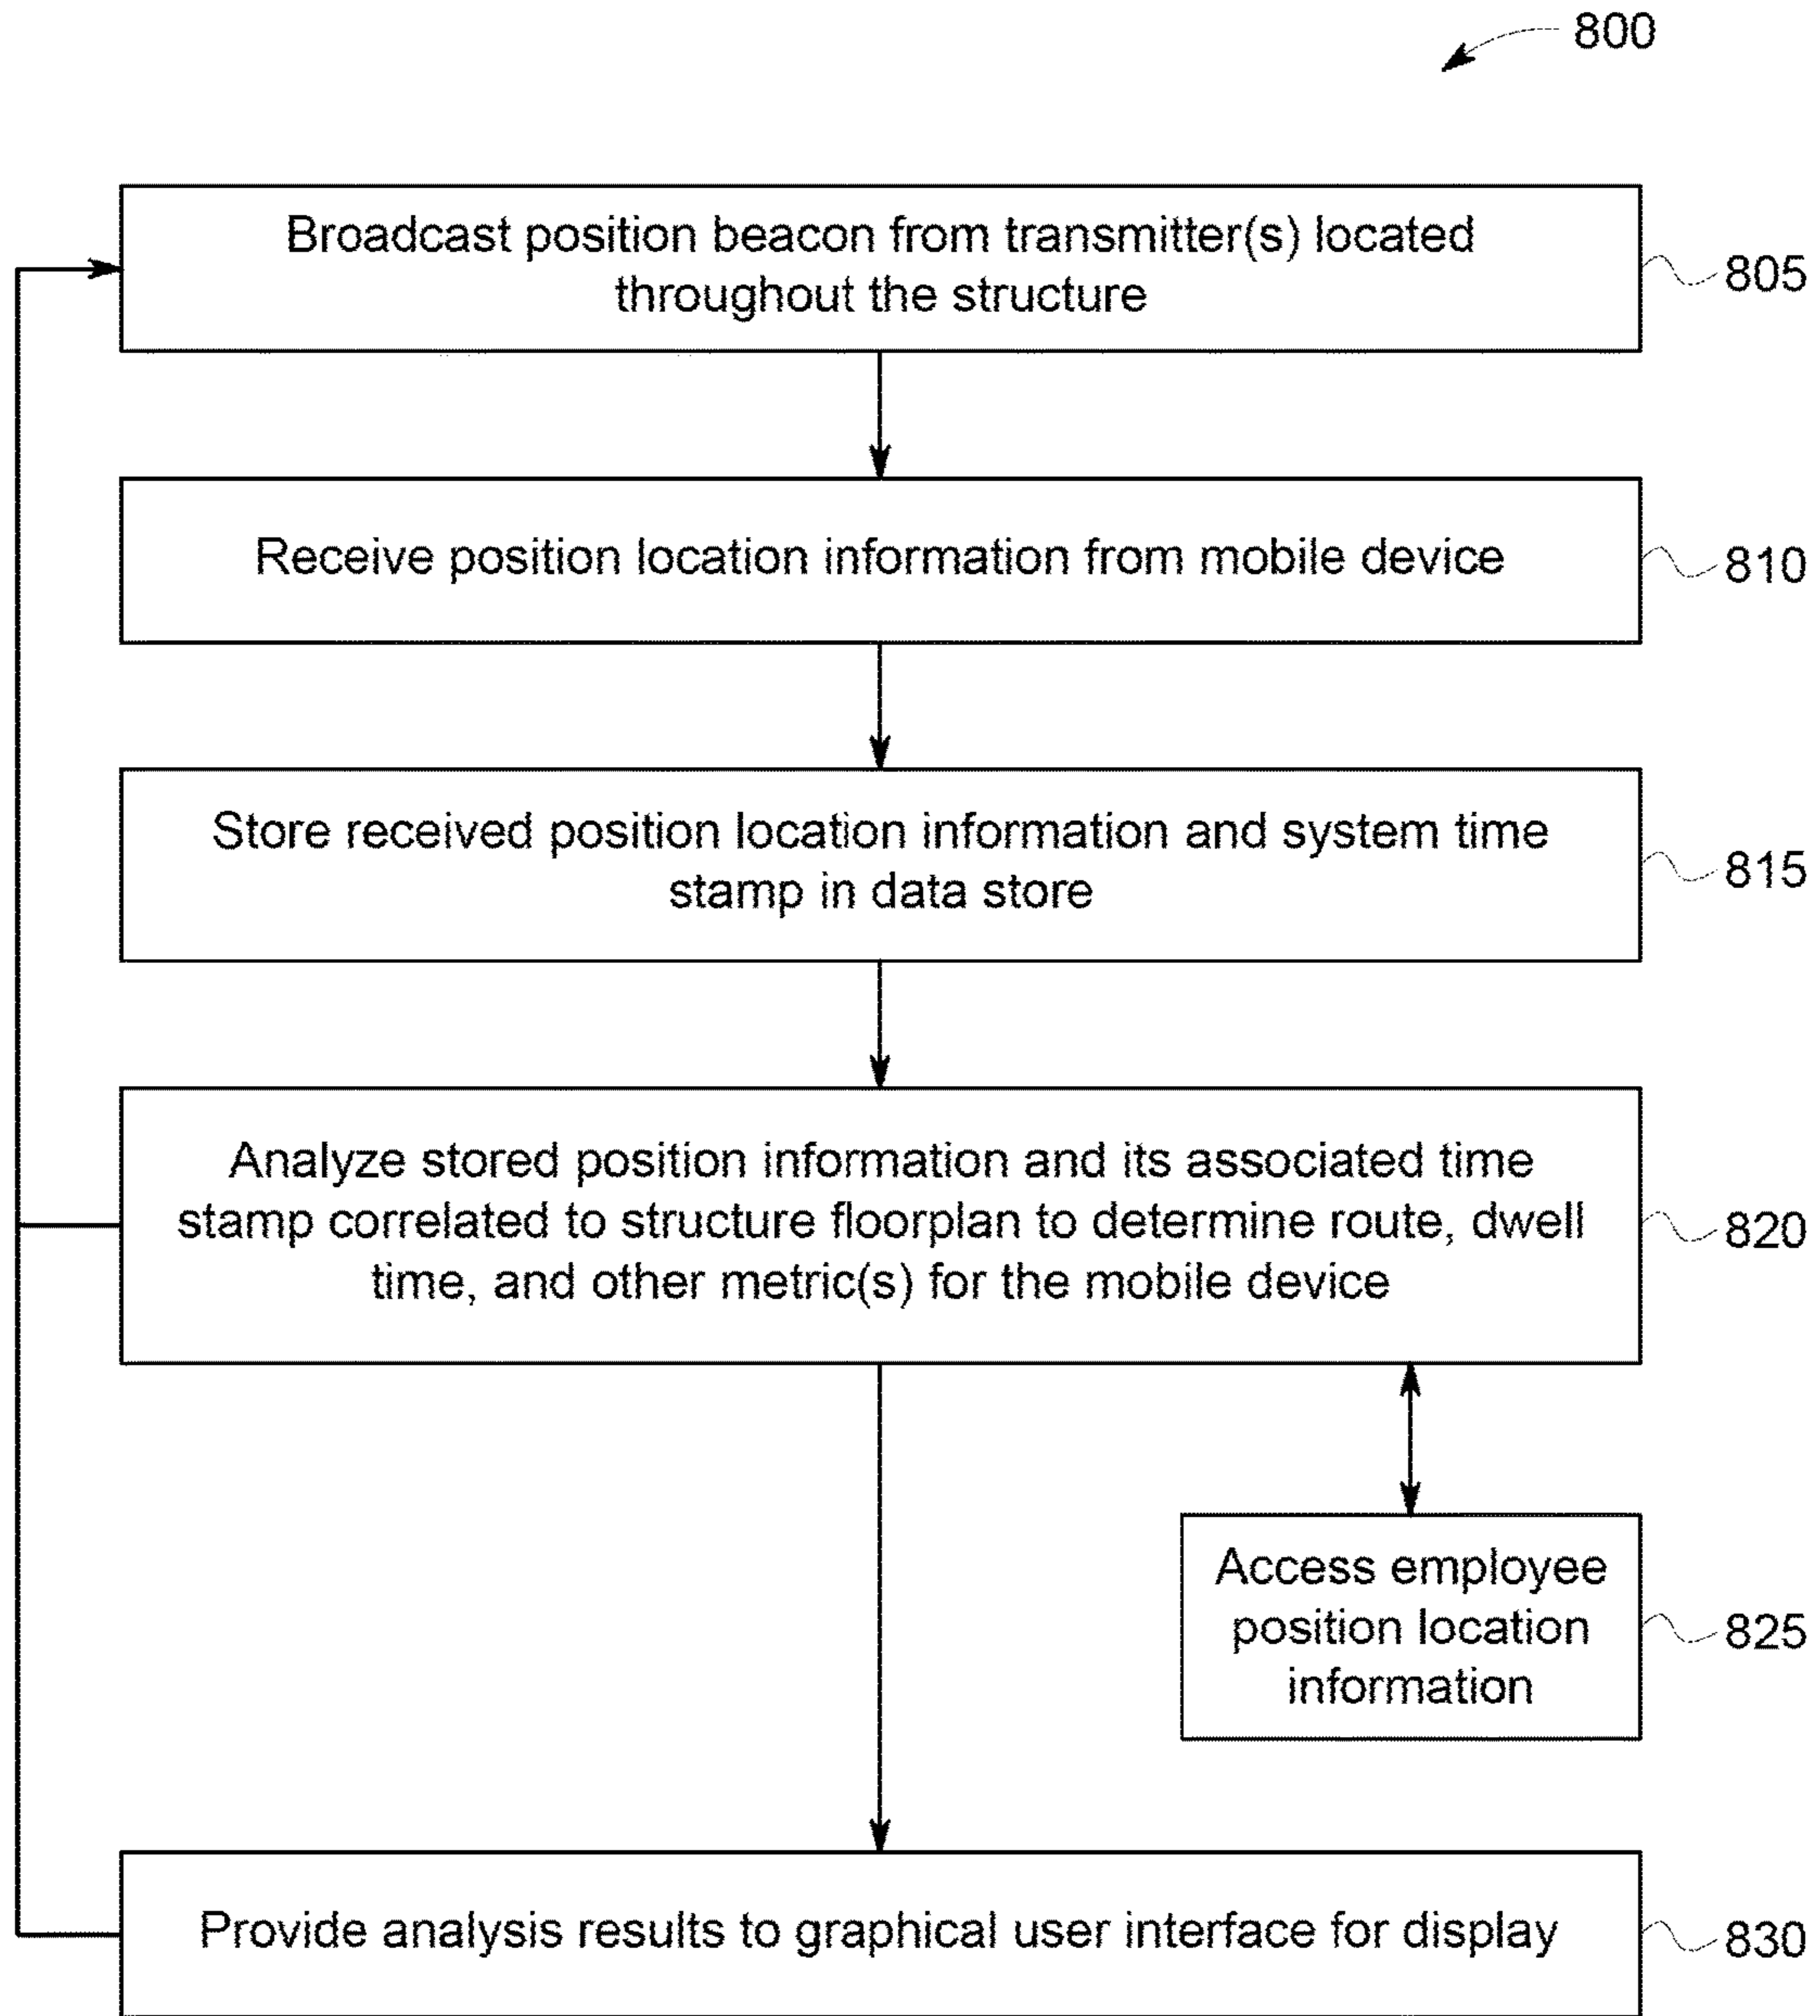 800
Broadcast position beacon from transmitter(s) located
throughout the structure
805
Receive position location information from mobile device
810
Store received position location information and system time
stamp in data store
815
Analyze stored position information and its associated time
stamp correlated to structure floorplan to determine route, dwell
time, and other metric(s) for the mobile device
820
Access employee
position location
information
825
Provide analysis results to graphical user interface for display
830